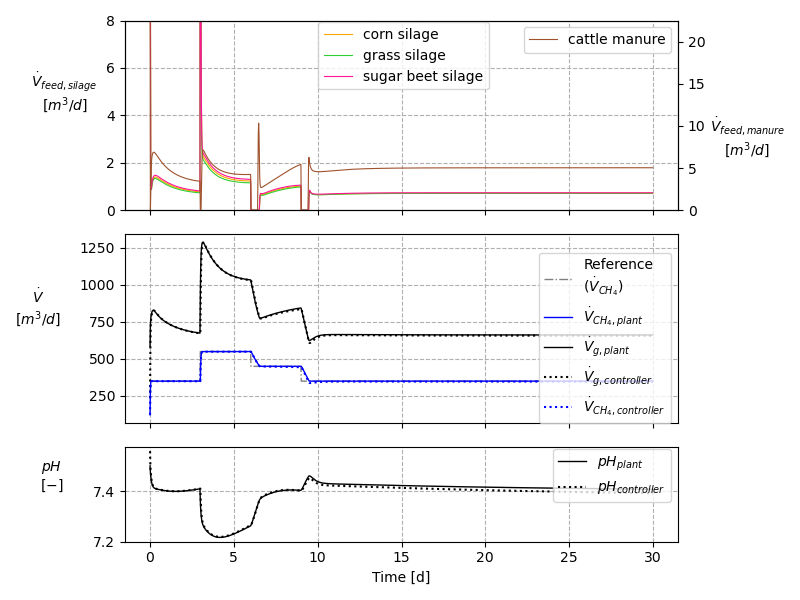 corn silage
grass silage
sugar beet silage
cattle manure
V̇feed, silage
[m³/d]
V̇feed, manure
[m³/d]
8
6
4
2
0
20
15
10
5
0
V̇
[m³/d]
1250
1000
750
500
250
Reference
(V̇CH₄)
V̇CH₄, plant
V̇g, plant
V̇g, controller
V̇CH₄, controller
pH
[−]
7.4
7.2
pHplant
pHcontroller
0 5 10 15 20 25 30
Time [d]